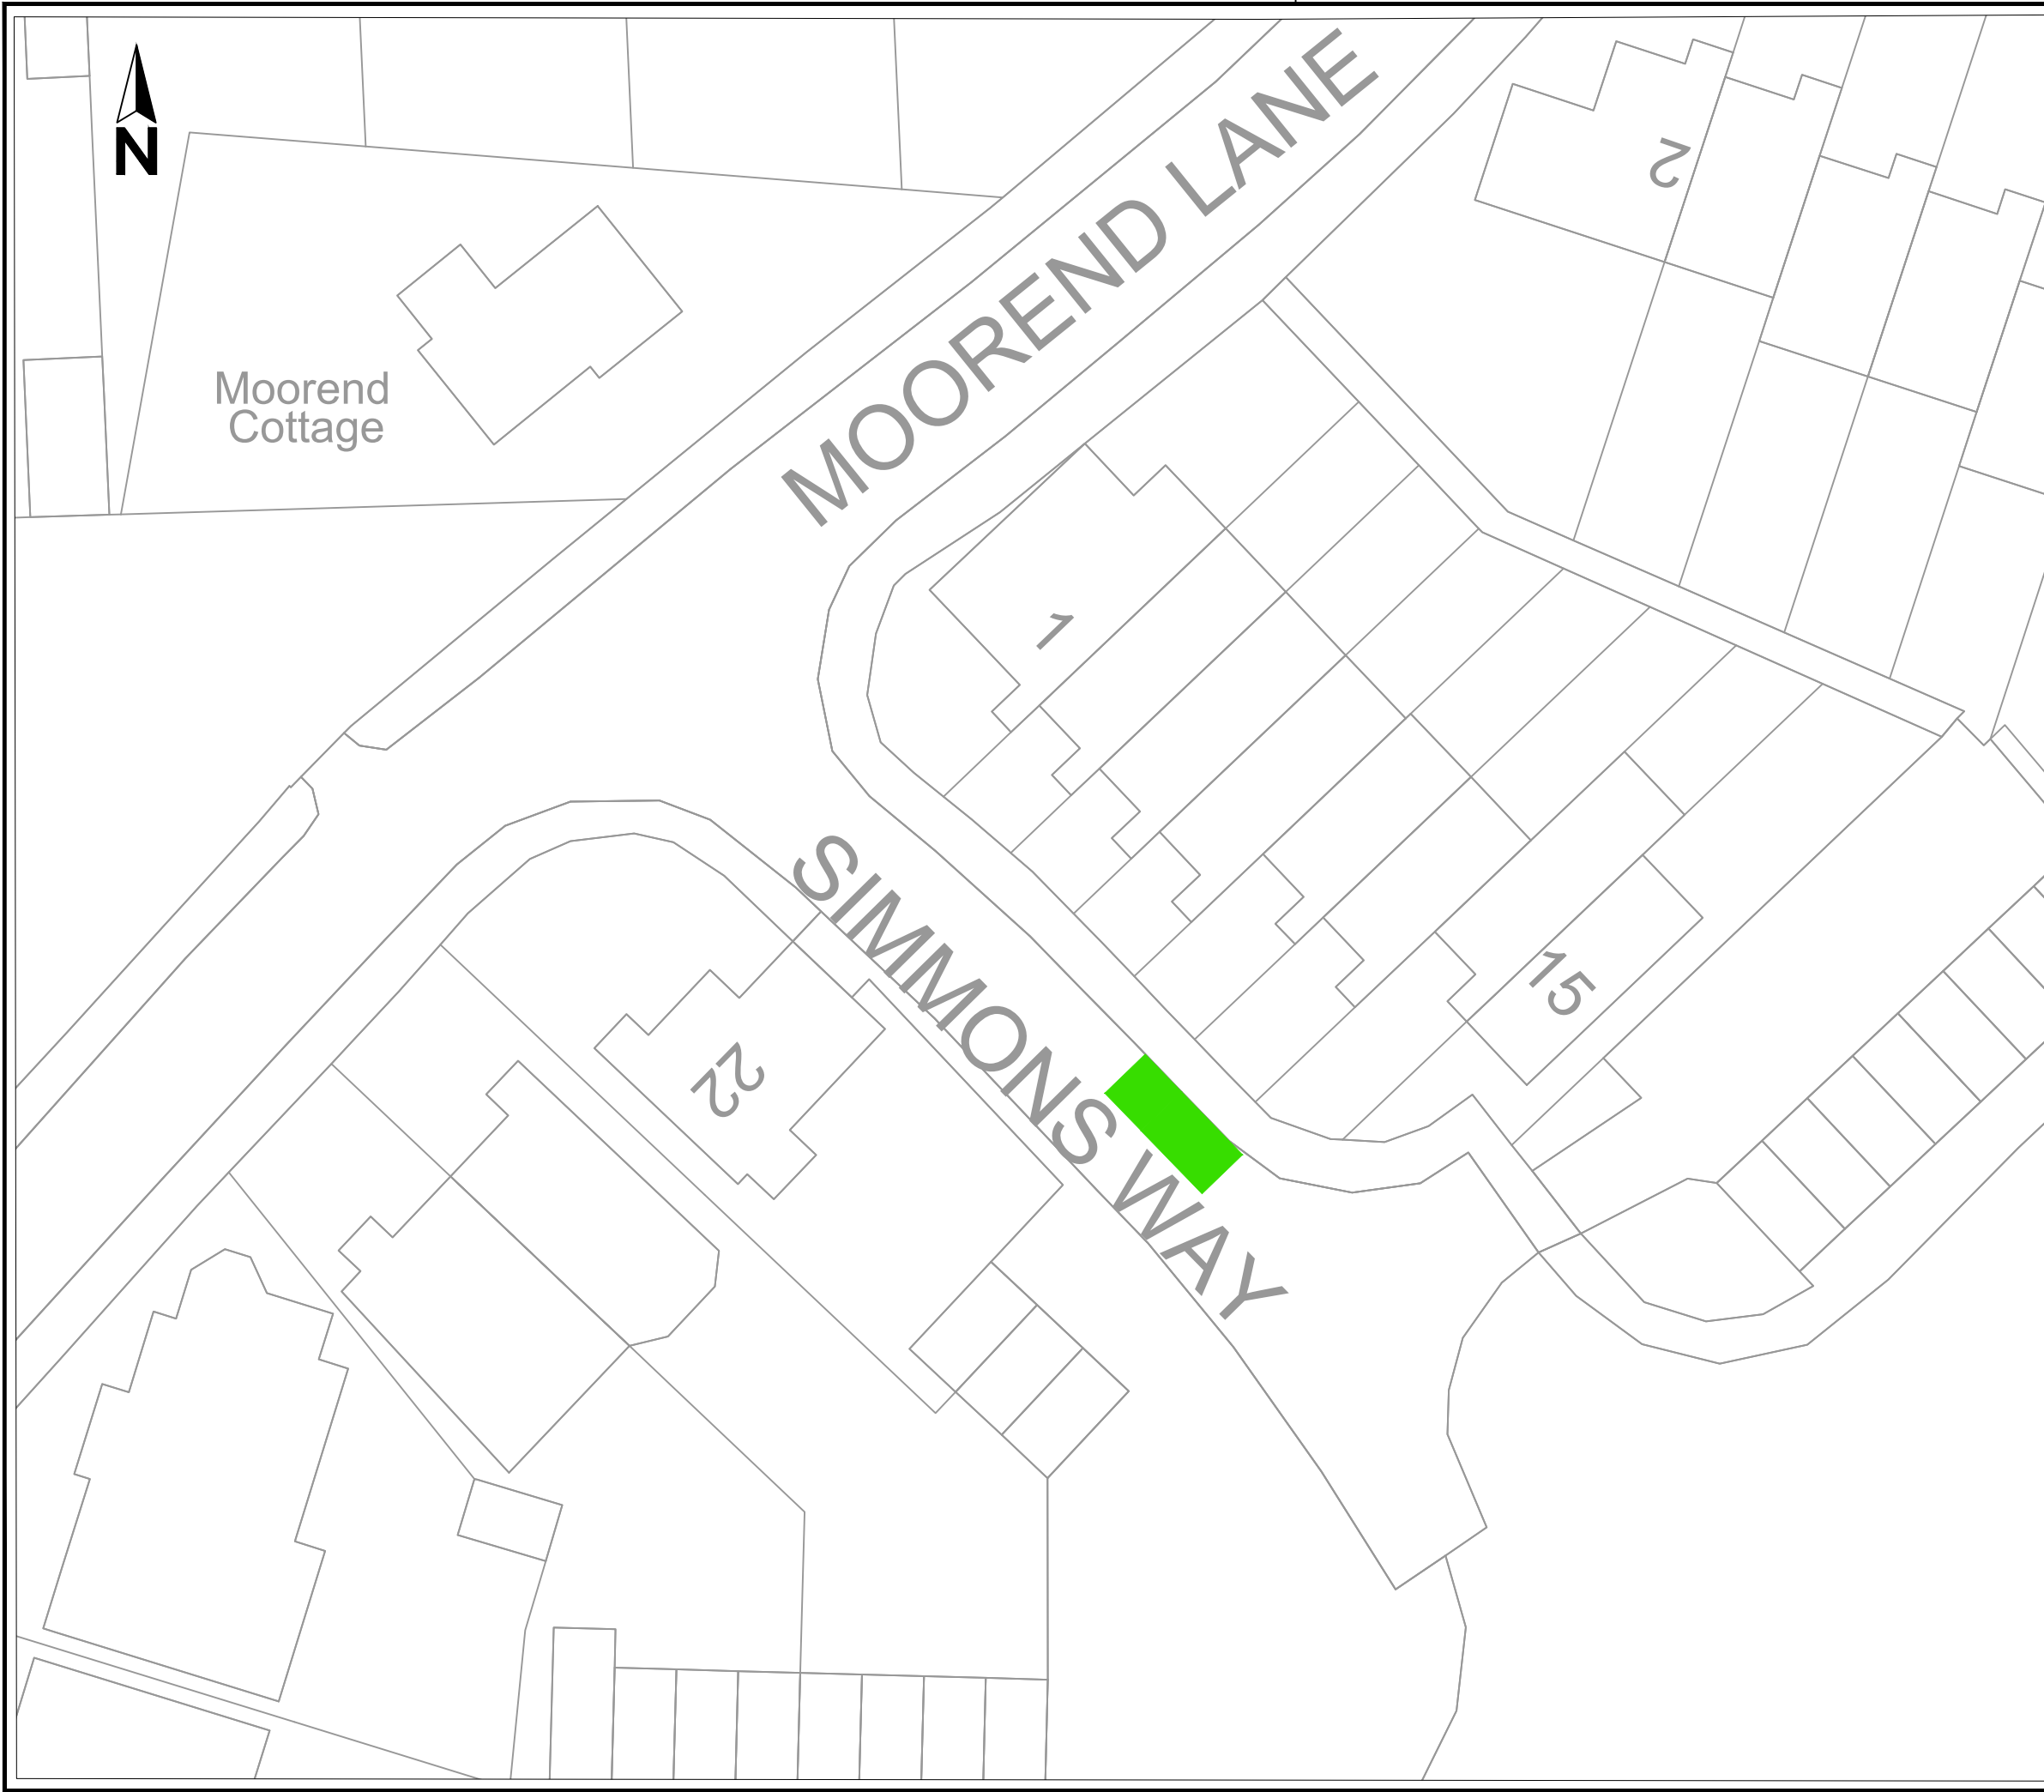 N
MOOREND LANE
2
Moorend
Cottage
1
SIMMONS WAY
15
22